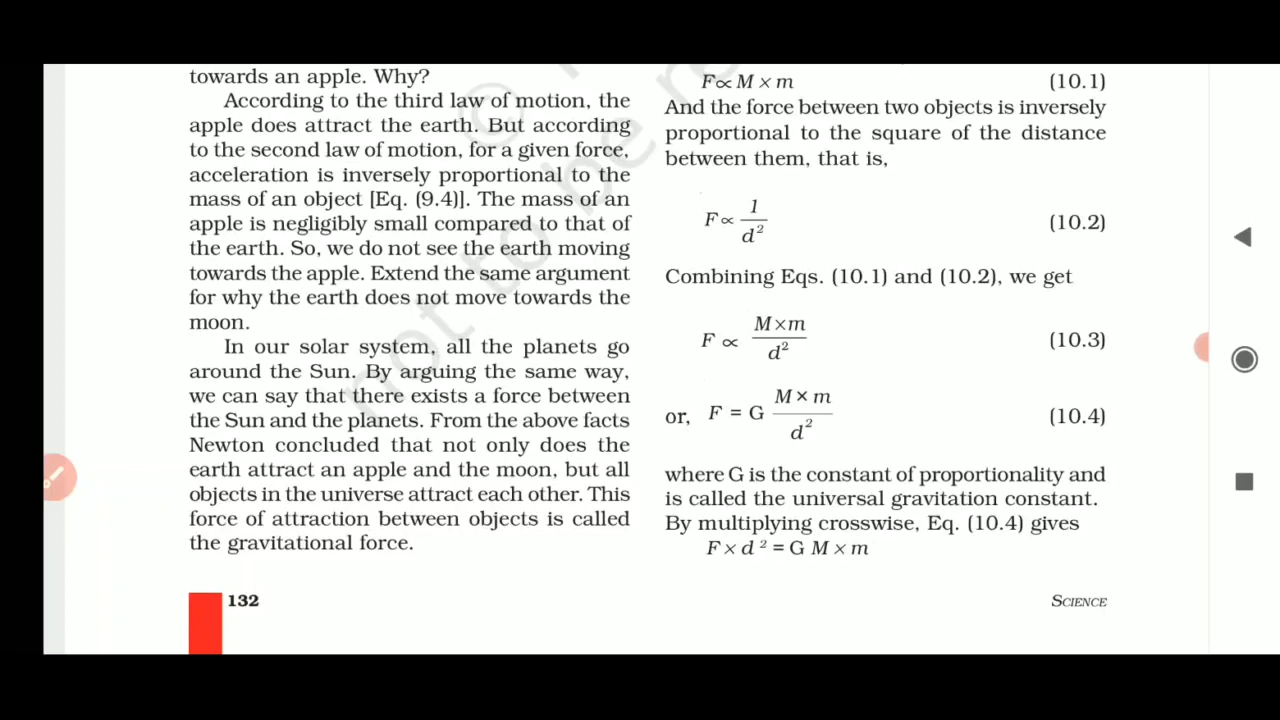 towards an apple. Why?
According to the third law of motion, the
apple does attract the earth. But according
to the second law of motion, for a given force,
acceleration is inversely proportional to the
mass of an object [Eq. (9.4)]. The mass of an
apple is negligibly small compared to that of
the earth. So, we do not see the earth moving
towards the apple. Extend the same argument
for why the earth does not move towards the
moon.
In our solar system, all the planets go
around the Sun. By arguing the same way,
we can say that there exists a force between
the Sun and the planets. From the above facts
Newton concluded that not only does the
earth attract an apple and the moon, but all
objects in the universe attract each other. This
force of attraction between objects is called
the gravitational force.
F∝ M × m (10.1)
And the force between two objects is inversely
proportional to the square of the distance
between them, that is,
F ∝ 1/d² (10.2)
Combining Eqs. (10.1) and (10.2), we get
F ∝ M×m/d² (10.3)
or, F = G M × m/d² (10.4)
where G is the constant of proportionality and
is called the universal gravitation constant.
By multiplying crosswise, Eq. (10.4) gives
F × d ² = G M × m
132
SCIENCE
©
not to be re